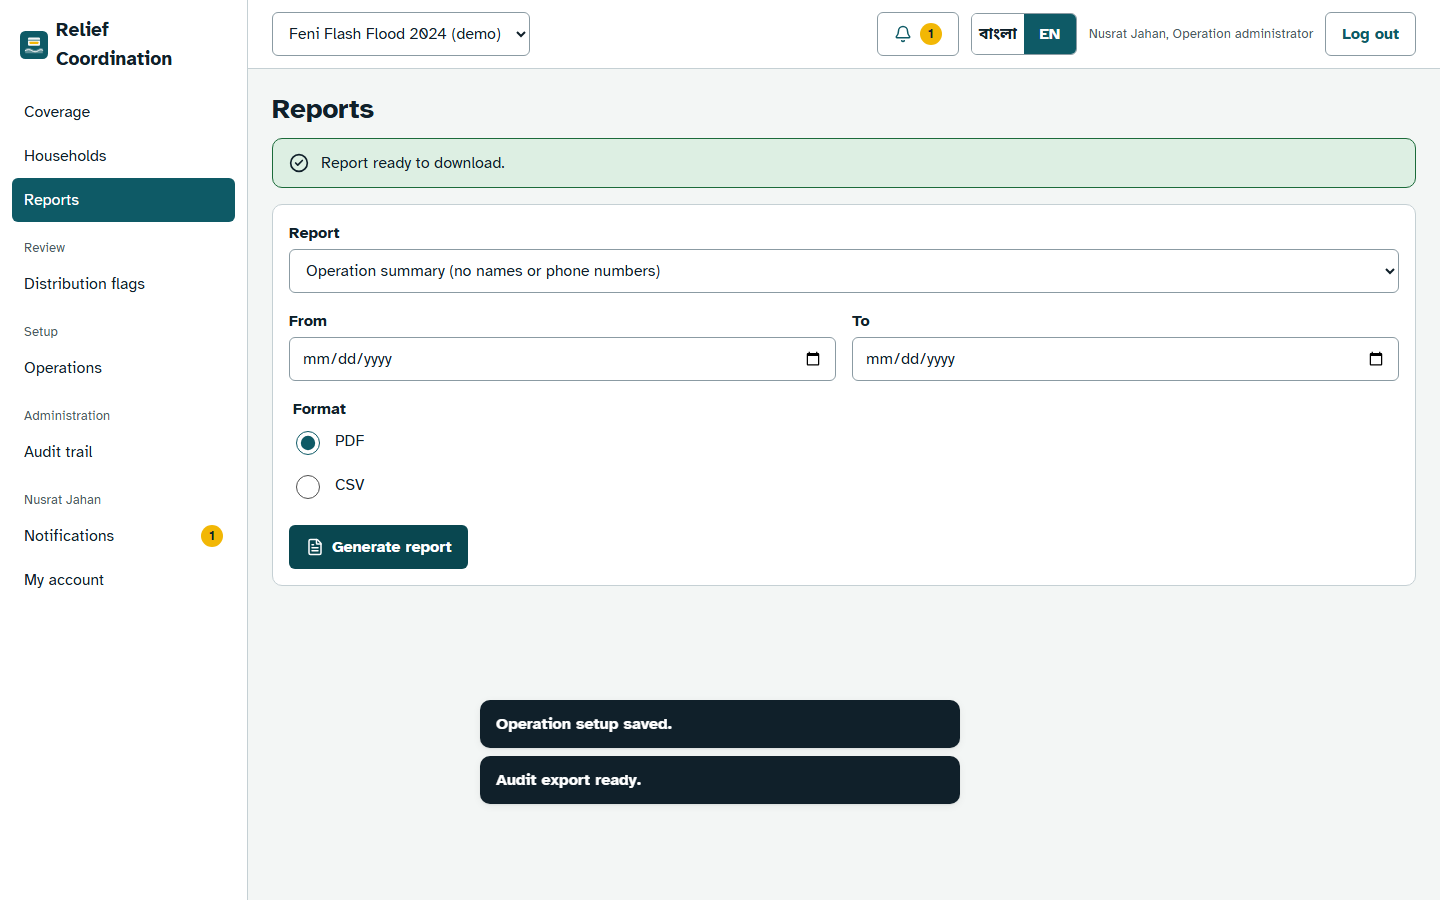 Relief
Coordination
Feni Flash Flood 2024 (demo)
1
বাংলা
EN
Nusrat Jahan, Operation administrator
Log out
Coverage
Households
Reports
Review
Distribution flags
Setup
Operations
Administration
Audit trail
Nusrat Jahan
Notifications
1
My account
Reports
Report ready to download.
Report
Operation summary (no names or phone numbers)
From
To
mm/dd/yyyy
mm/dd/yyyy
Format
PDF
CSV
Generate report
Operation setup saved.
Audit export ready.